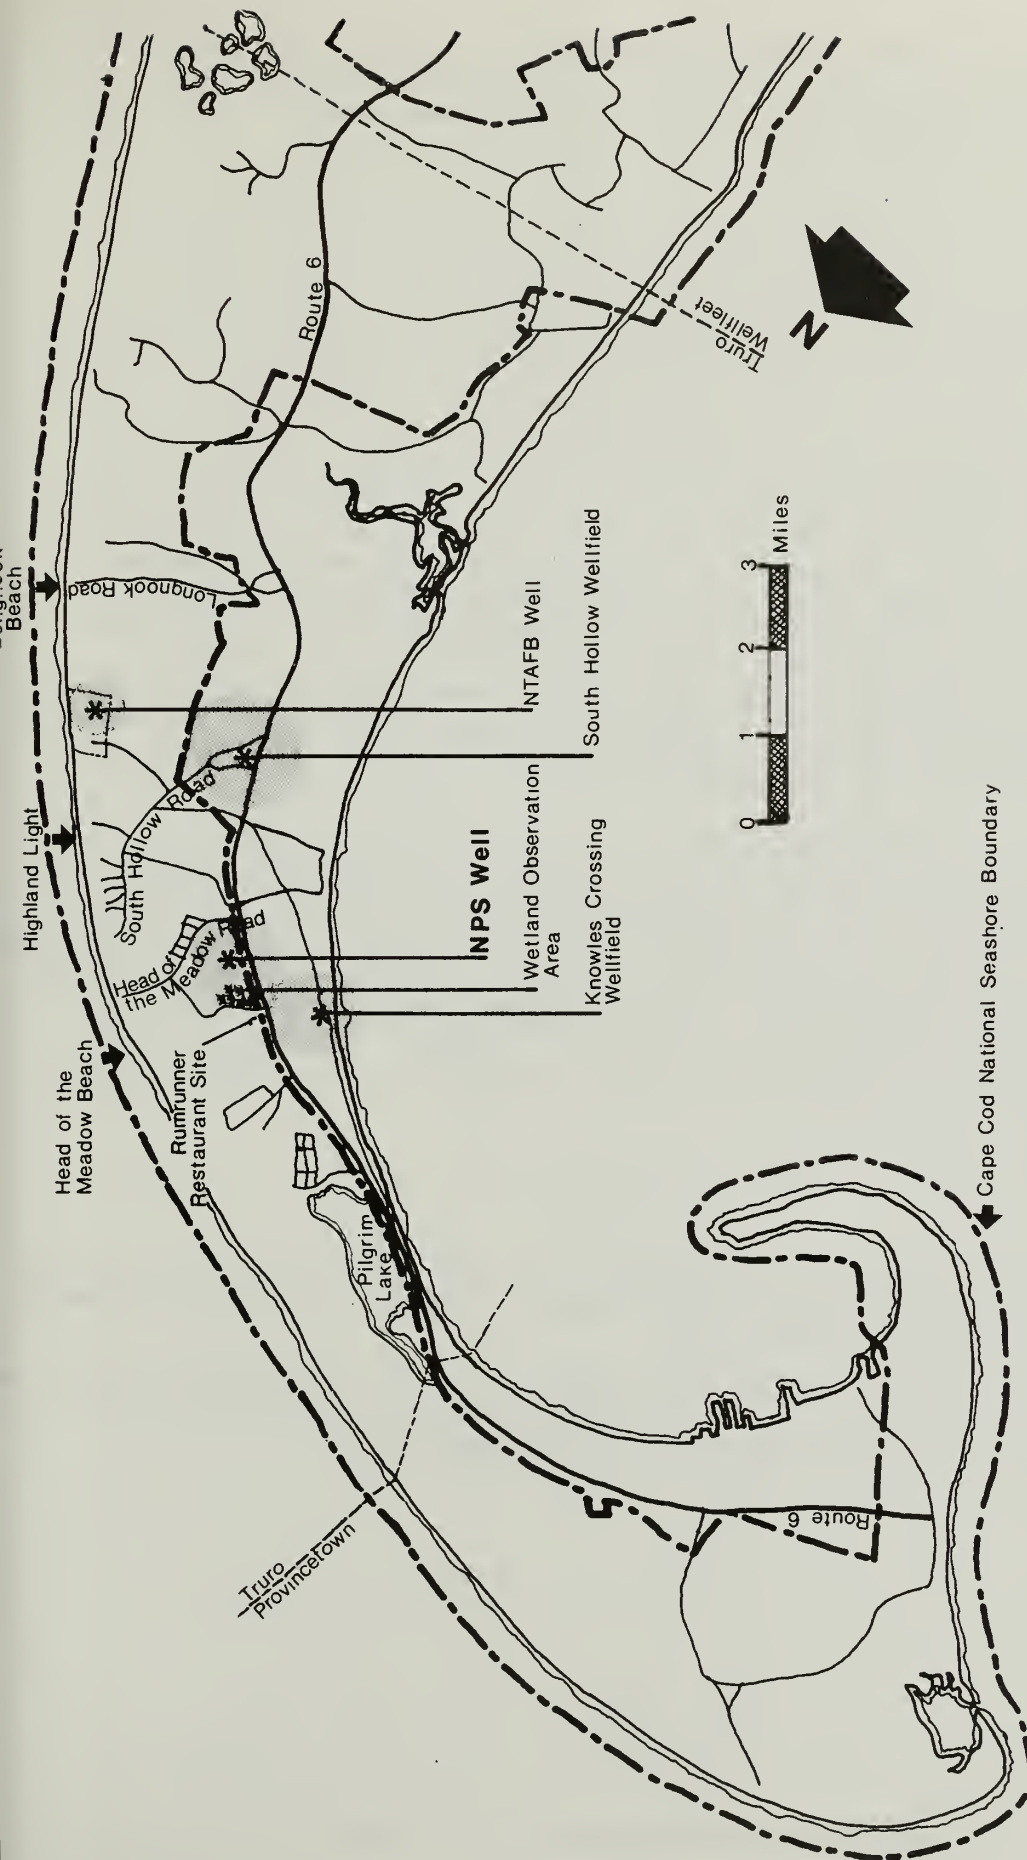 Beach
Highland Light
Head of the
Meadow Beach
Longnook Road
Route 6
South Hollow Road
Head of
the Meadow Road
Rumrunner
Restaurant Site
Truro
Wellfleet
N
NTAFB Well
South Hollow Wellfield
NPS Well
Wetland Observation
Area
Knowles Crossing
Wellfield
0 1 2 3
Miles
Pilgrim
Lake
Truro
Provincetown
Route 6
Cape Cod National Seashore Boundary